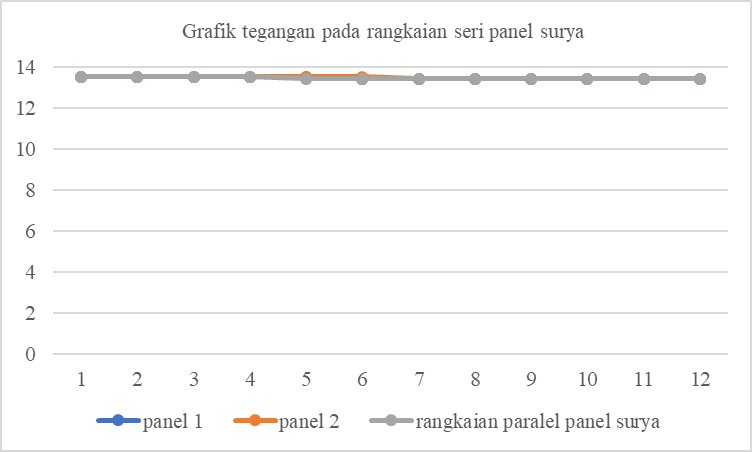 Grafik tegangan pada rangkaian seri panel surya
14
12
10
8
6
4
2
0
1 2 3 4 5 6 7 8 9 10 11 12
panel 1 panel 2 rangkaian paralel panel surya